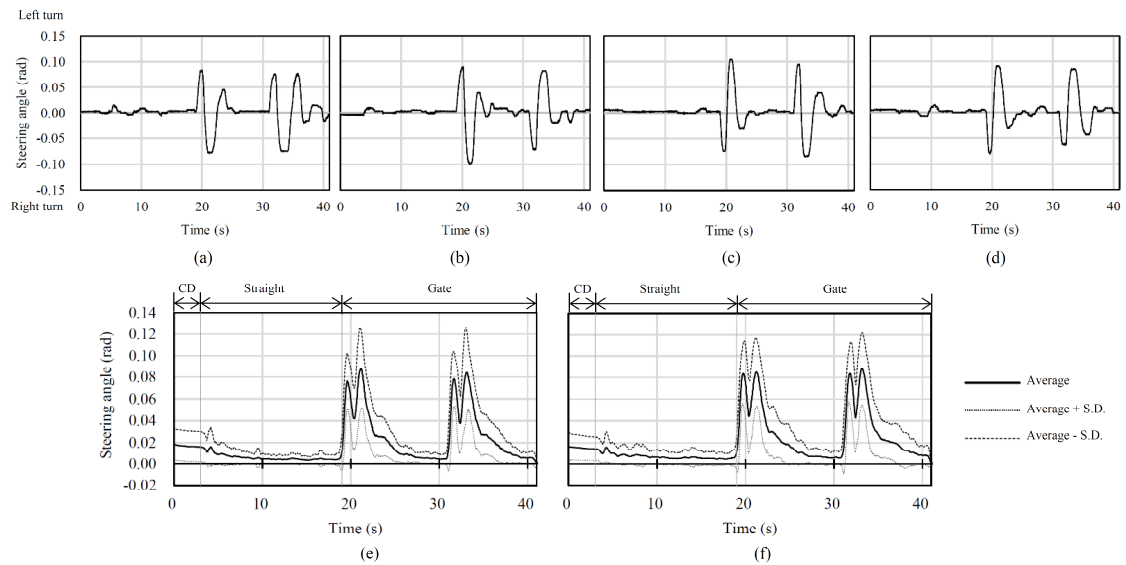 Left turn
Steering angle (rad)
0.15
0.10
0.05
0.00
-0.05
-0.10
-0.15
Right turn
0 10 20 30 40
0 10 20 30 40
0 10 20 30 40
0 10 20 30 40
Time (s)
Time (s)
Time (s)
Time (s)
(a)
(b)
(c)
(d)
CD Straight Gate
CD Straight Gate
Steering angle (rad)
0.14
0.12
0.10
0.08
0.06
0.04
0.02
0.00
-0.02
0 10 20 30 40
0 10 20 30 40
Time (s)
Time (s)
(e)
(f)
Average
Average + S.D.
Average - S.D.